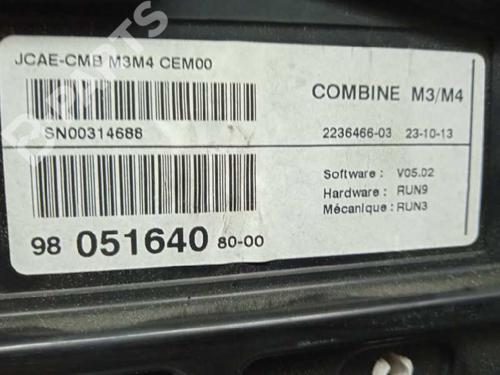 JCAE-CMB M3M4 CEM00
COMBINE M3/M4
SN00314688
2236466-03 23-10-13
Software : V05.02
Hardware : RUN9
Mécanique : RUN3
98 051640 80-00
B-PARTS